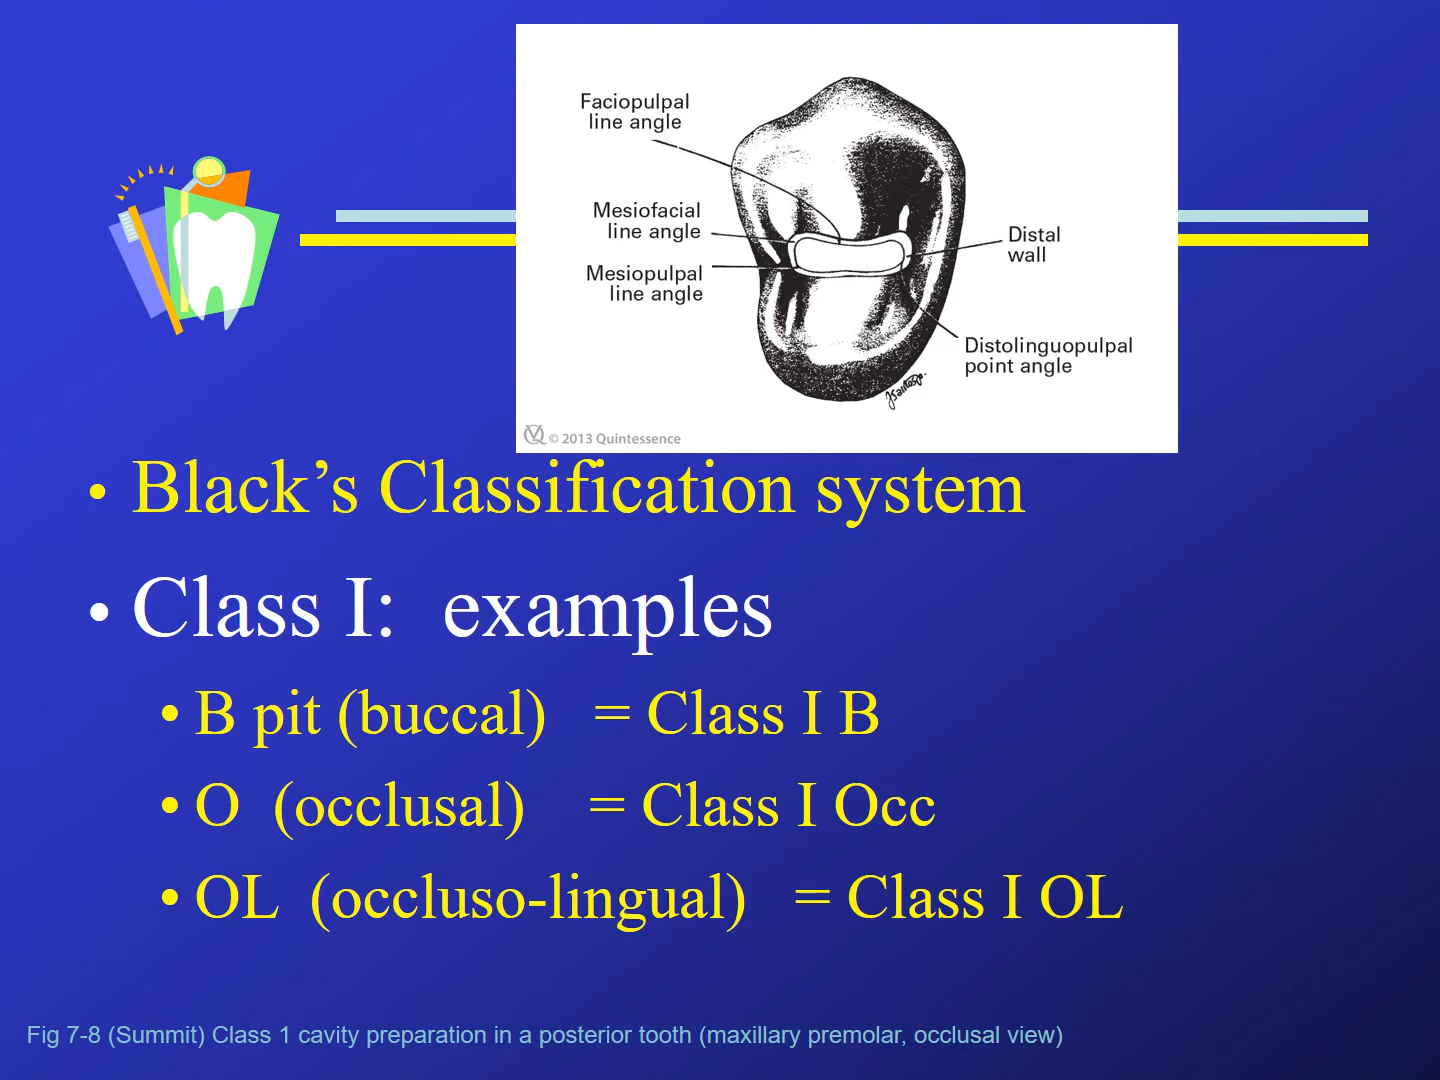 Faciopulpal
line angle
Mesiofacial
line angle
Mesiopulpal
line angle
Distal
wall
Distolinguopulpal
point angle
© 2013 Quintessence
• Black’s Classification system
• Class I: examples
• B pit (buccal) = Class I B
• O (occlusal) = Class I Occ
• OL (occluso-lingual) = Class I OL
Fig 7-8 (Summit) Class 1 cavity preparation in a posterior tooth (maxillary premolar, occlusal view)